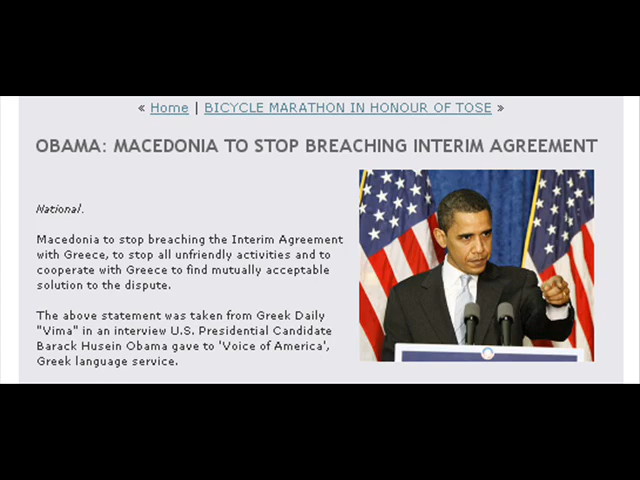 « Home | BICYCLE MARATHON IN HONOUR OF TOSE »
OBAMA: MACEDONIA TO STOP BREACHING INTERIM AGREEMENT
National.
Macedonia to stop breaching the Interim Agreement
with Greece, to stop all unfriendly activities and to
cooperate with Greece to find mutually acceptable
solution to the dispute.
The above statement was taken from Greek Daily
"Vima" in an interview U.S. Presidential Candidate
Barack Husein Obama gave to 'Voice of America',
Greek language service.